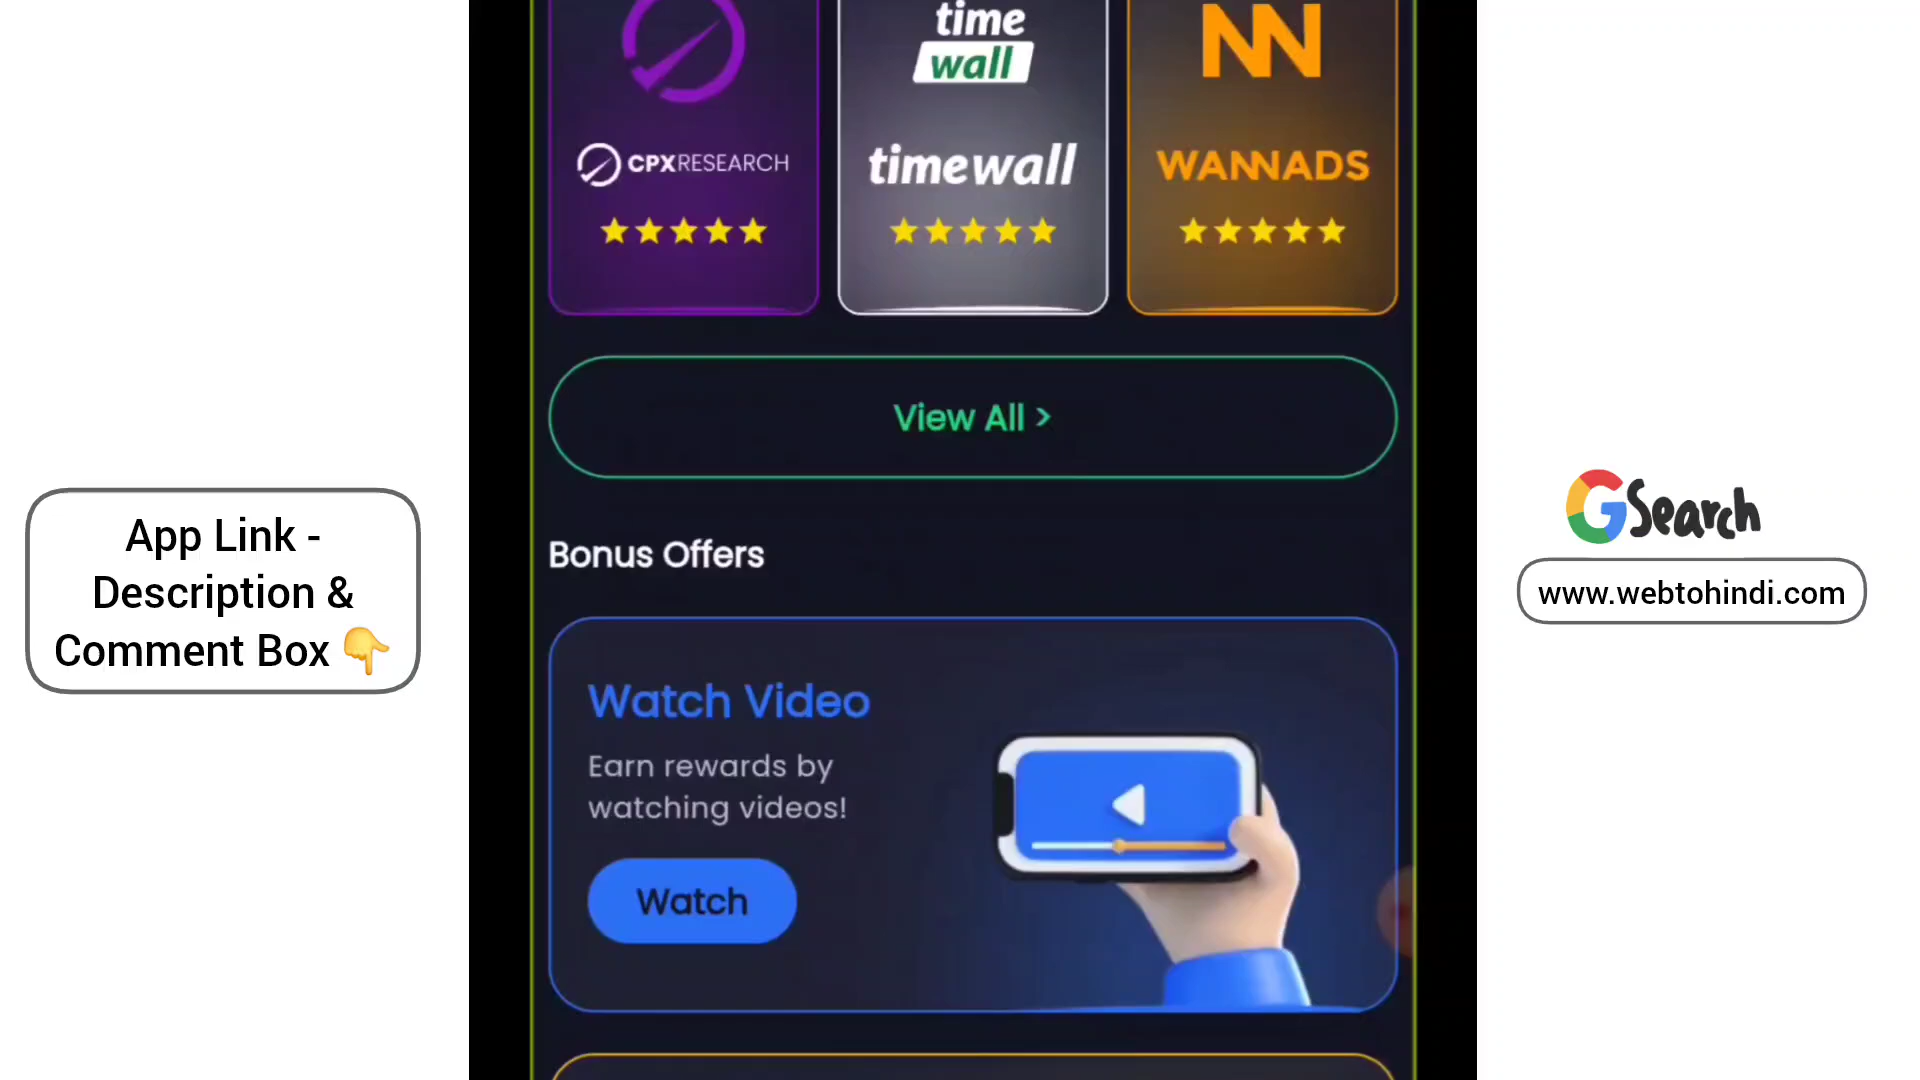 time
wall
CPXRESEARCH
timewall
WANNADS
View All >
Bonus Offers
Watch Video
Earn rewards by
watching videos!
Watch
App Link -
Description &
Comment Box 👇
GSearch
www.webtohindi.com